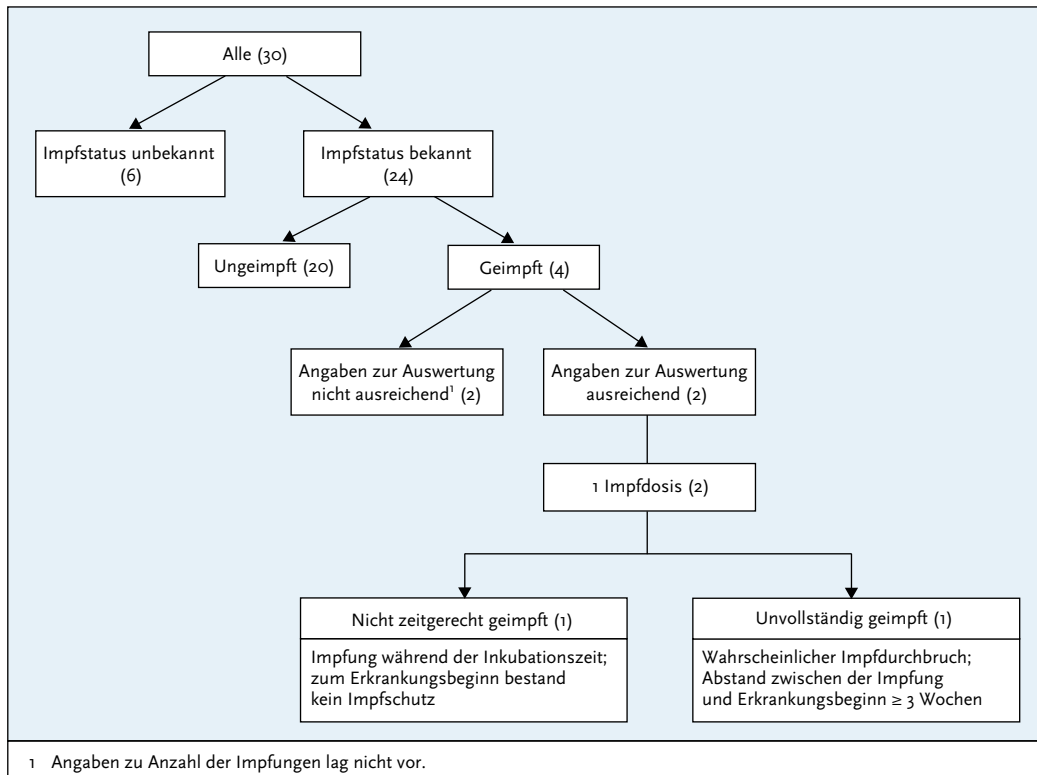 Alle (30)
Impfstatus unbekannt
(6)
Impfstatus bekannt
(24)
Ungeimpft (20)
Geimpft (4)
Angaben zur Auswertung
nicht ausreichend¹ (2)
Angaben zur Auswertung
ausreichend (2)
1 Impfdosis (2)
Nicht zeitgerecht geimpft (1)
Impfung während der Inkubationszeit;
zum Erkrankungsbeginn bestand
kein Impfschutz
Unvollständig geimpft (1)
Wahrscheinlicher Impfdurchbruch;
Abstand zwischen der Impfung
und Erkrankungsbeginn ≥ 3 Wochen
1 Angaben zu Anzahl der Impfungen lag nicht vor.